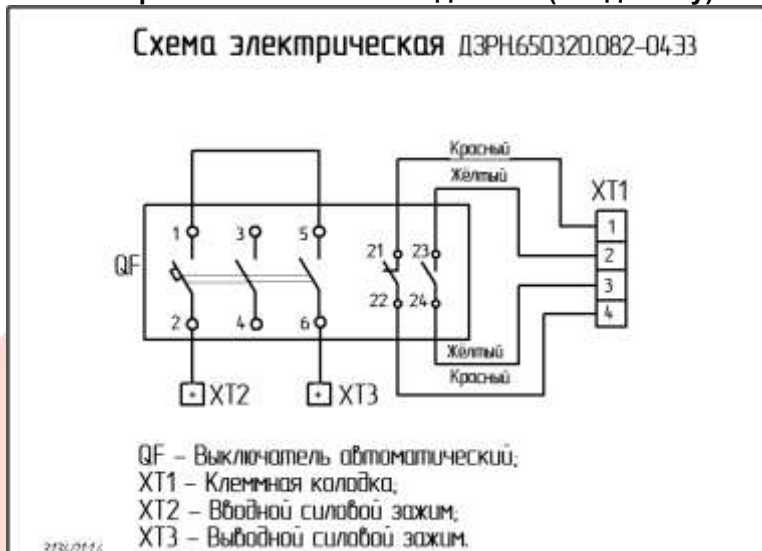 Схема электрическая ДЗРН.650320.082-04Э3
Красный
Жёлтый
XT1
1
2
3
4
QF
1 3 5
21 23
22 24
2 4 6
Жёлтый
Красный
XT2
XT3
QF – Выключатель автоматический;
XT1 – Клеммная колодка;
XT2 – Вводной силовой зажим;
XT3 – Выводной силовой зажим.